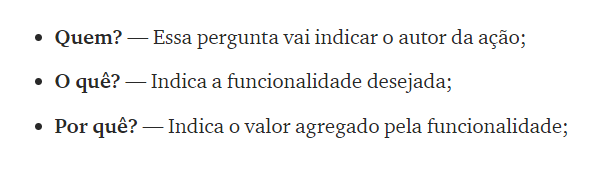 • Quem? — Essa pergunta vai indicar o autor da ação;
• O quê? — Indica a funcionalidade desejada;
• Por quê? — Indica o valor agregado pela funcionalidade;